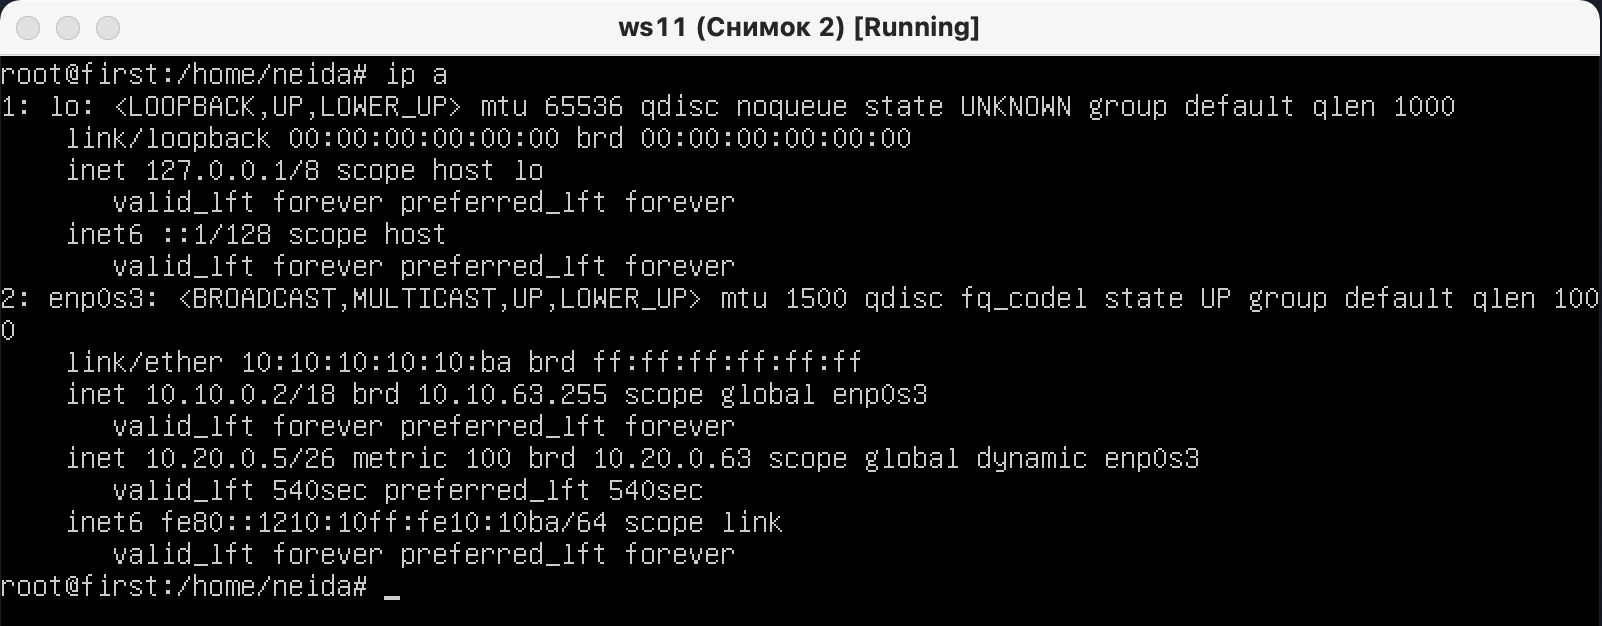 ws11 (Снимок 2) [Running]
root@first:/home/neida# ip a
1: lo: <LOOPBACK,UP,LOWER_UP> mtu 65536 qdisc noqueue state UNKNOWN group default qlen 1000
    link/loopback 00:00:00:00:00:00 brd 00:00:00:00:00:00
    inet 127.0.0.1/8 scope host lo
       valid_lft forever preferred_lft forever
    inet6 ::1/128 scope host
       valid_lft forever preferred_lft forever
2: enp0s3: <BROADCAST,MULTICAST,UP,LOWER_UP> mtu 1500 qdisc fq_codel state UP group default qlen 100
0
    link/ether 10:10:10:10:10:ba brd ff:ff:ff:ff:ff:ff
    inet 10.10.0.2/18 brd 10.10.63.255 scope global enp0s3
       valid_lft forever preferred_lft forever
    inet 10.20.0.5/26 metric 100 brd 10.20.0.63 scope global dynamic enp0s3
       valid_lft 540sec preferred_lft 540sec
    inet6 fe80::1210:10ff:fe10:10ba/64 scope link
       valid_lft forever preferred_lft forever
root@first:/home/neida# _